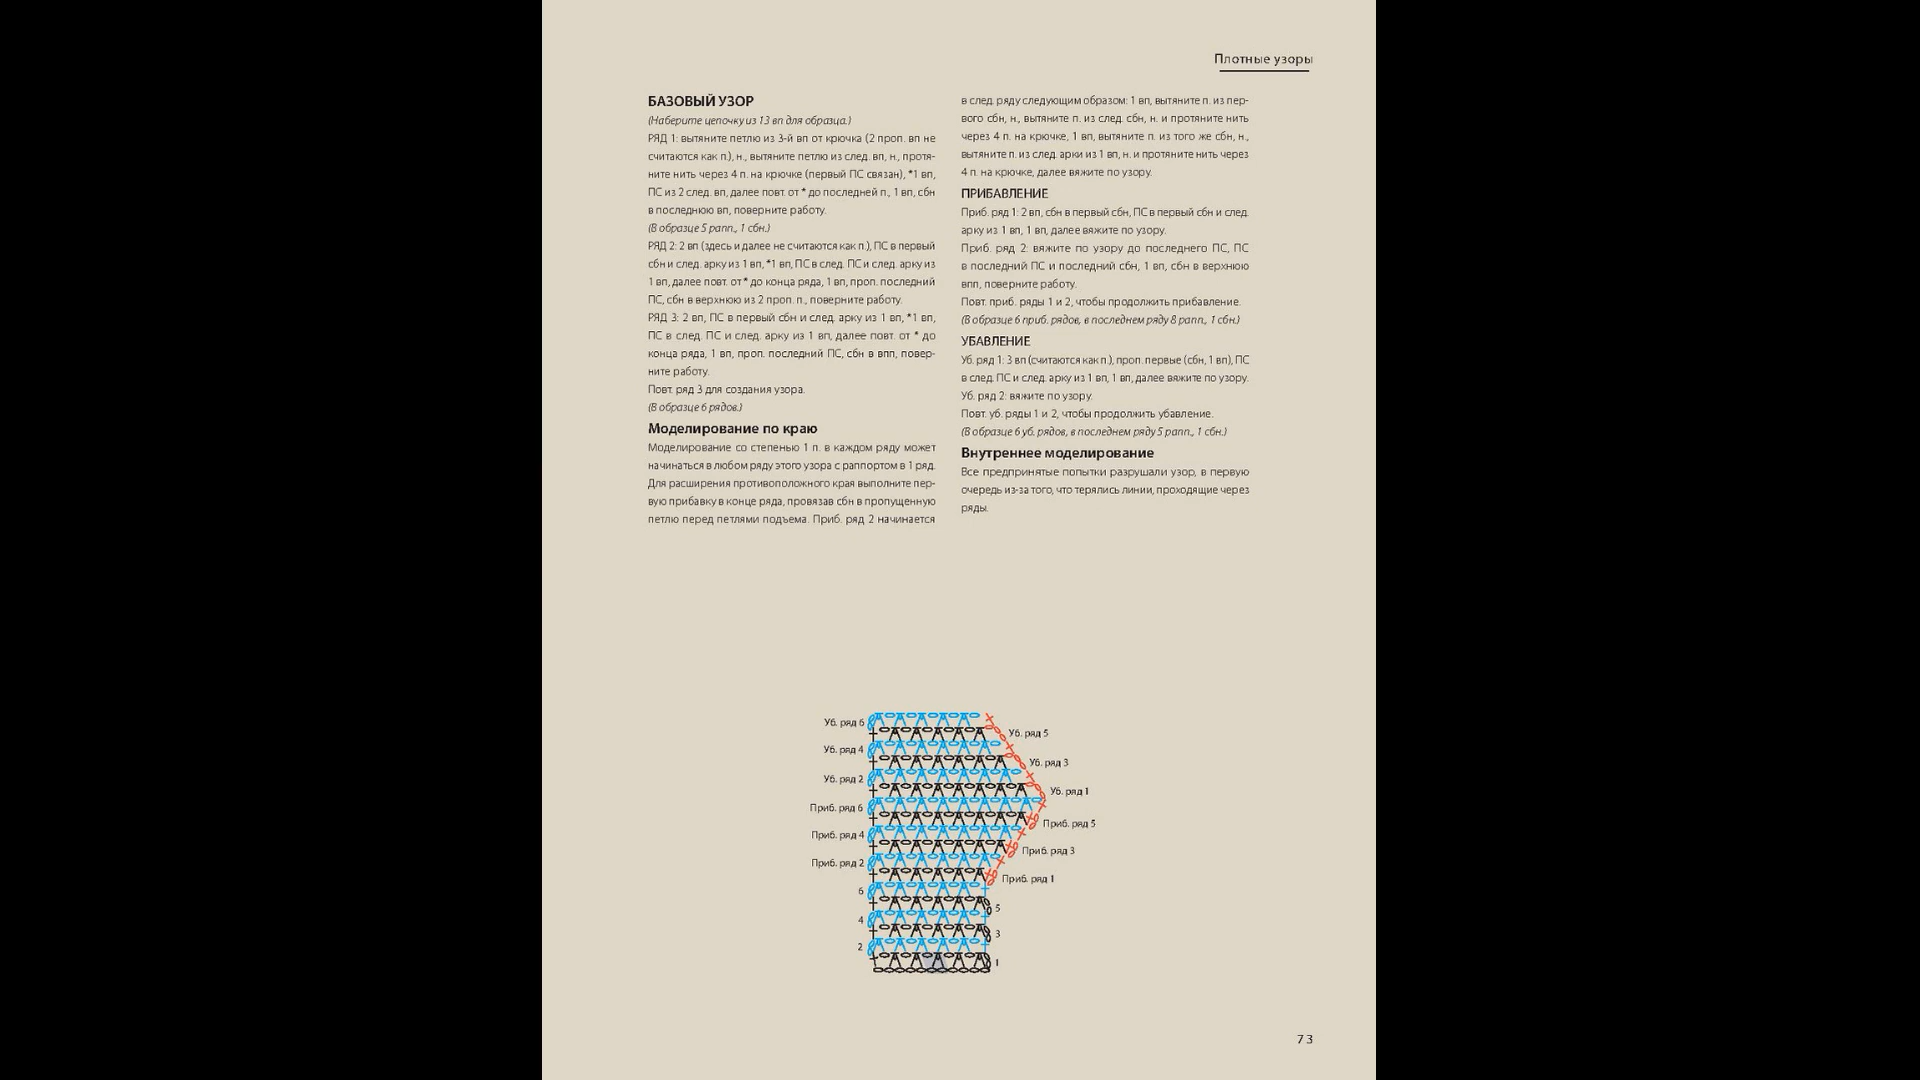 Плотные узоры
БАЗОВЫЙ УЗОР
(Наберите цепочку из 13 вп для образца.)
РЯД 1: вытяните петлю из 3-й вп от крючка (2 проп. вп не
считаются как п.), н., вытяните петлю из след. вп, н., протя-
ните нить через 4 п. на крючке (первый ПС связан), *1 вп,
ПС из 2 след. вп, далее повт. от * до последней п., 1 вп, сбн
в последнюю вп, поверните работу.
(В образце 5 рапп., 1 сбн.)
РЯД 2: 2 вп (здесь и далее не считаются как п.), ПС в первый
сбн и след. арку из 1 вп, *1 вп, ПС в след. ПС и след. арку из
1 вп, далее повт. от * до конца ряда, 1 вп, проп. последний
ПС, сбн в верхнюю из 2 проп. п., поверните работу.
РЯД 3: 2 вп, ПС в первый сбн и след. арку из 1 вп, *1 вп,
ПС в след. ПС и след. арку из 1 вп, далее повт. от * до
конца ряда, 1 вп, проп. последний ПС, сбн в впп, повер-
ните работу.
Повт. ряд 3 для создания узора.
(В образце 6 рядов.)
Моделирование по краю
Моделирование со степенью 1 п. в каждом ряду может
начинаться в любом ряду этого узора с раппортом в 1 ряд.
Для расширения противоположного края выполните пер-
вую прибавку в конце ряда, провязав сбн в пропущенную
петлю перед петлями подъема. Приб. ряд 2 начинается
в след. ряду следующим образом: 1 вп, вытяните п. из пер-
вого сбн, н., вытяните п. из след. сбн, н. и протяните нить
через 4 п. на крючке, 1 вп, вытяните п. из того же сбн, н.,
вытяните п. из след. арки из 1 вп, н. и протяните нить через
4 п. на крючке, далее вяжите по узору.
ПРИБАВЛЕНИЕ
Приб. ряд 1: 2 вп, сбн в первый сбн, ПС в первый сбн и след.
арку из 1 вп, 1 вп, далее вяжите по узору.
Приб. ряд 2: вяжите по узору до последнего ПС, ПС
в последний ПС и последний сбн, 1 вп, сбн в верхнюю
впп, поверните работу.
Повт. приб. ряды 1 и 2, чтобы продолжить прибавление.
(В образце 6 приб. рядов, в последнем ряду 8 рапп., 1 сбн.)
УБАВЛЕНИЕ
Уб. ряд 1: 3 вп (считаются как п.), проп. первые (сбн, 1 вп), ПС
в след. ПС и след. арку из 1 вп, 1 вп, далее вяжите по узору.
Уб. ряд 2: вяжите по узору.
Повт. уб. ряды 1 и 2, чтобы продолжить убавление.
(В образце 6 уб. рядов, в последнем ряду 5 рапп., 1 сбн.)
Внутреннее моделирование
Все предпринятые попытки разрушали узор, в первую
очередь из-за того, что терялись линии, проходящие через
ряды.
Уб. ряд 6
Уб. ряд 5
Уб. ряд 4
Уб. ряд 3
Уб. ряд 2
Уб. ряд 1
Приб. ряд 6
Приб. ряд 5
Приб. ряд 4
Приб. ряд 3
Приб. ряд 2
Приб. ряд 1
6
5
4
3
2
1
73